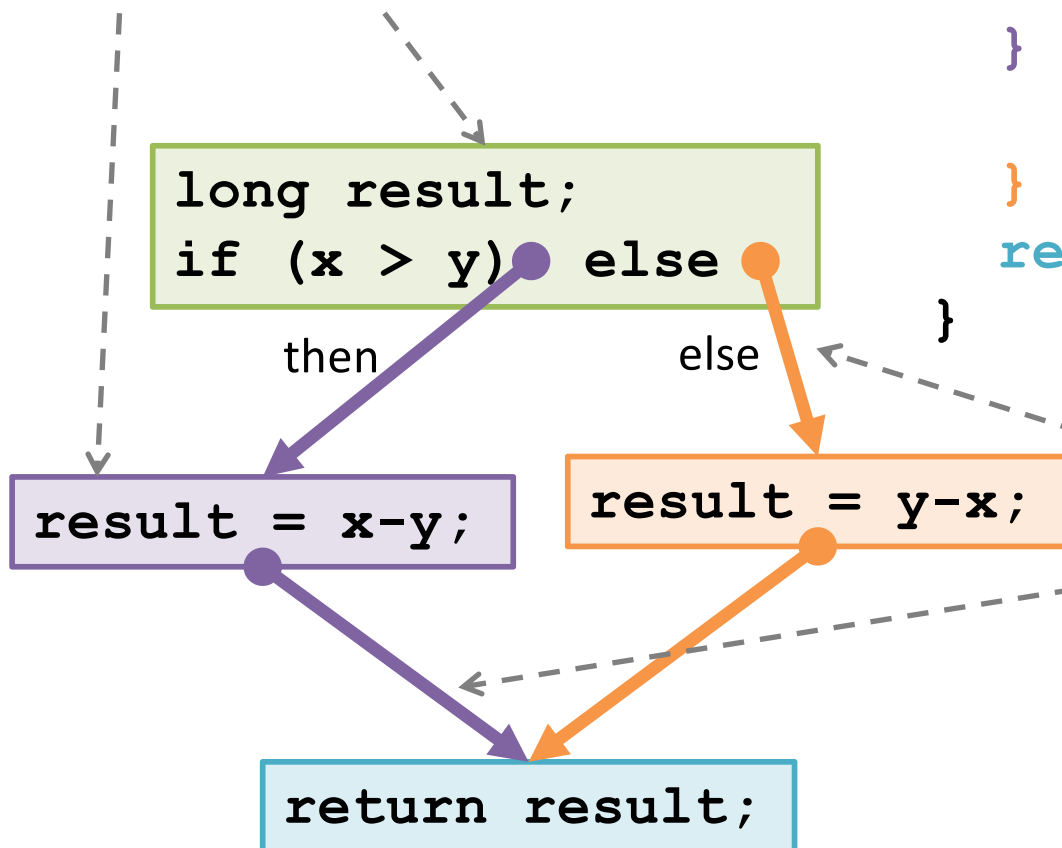 }
long result;
}
if (x > y) else
re
}
then
else
result = x-y;
result = y-x;
return result;